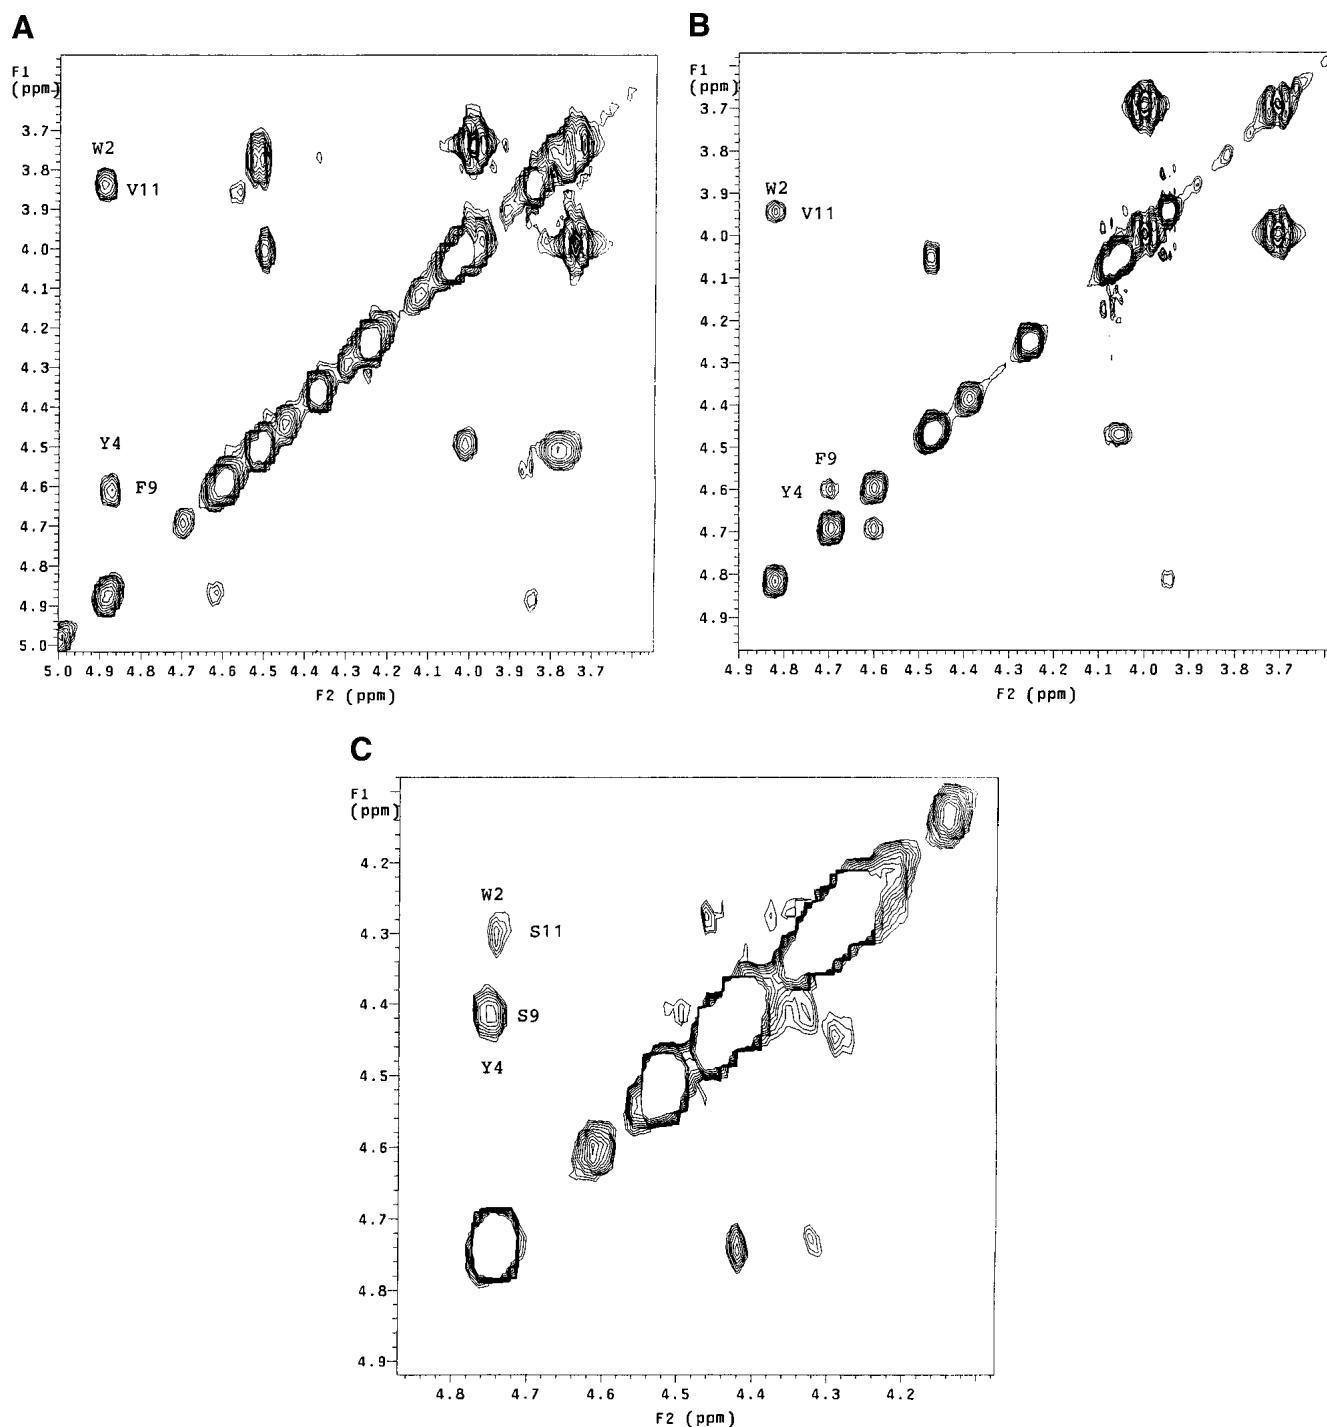 A
F1
(ppm)
3.7
3.8
3.9
4.0
4.1
4.2
4.3
4.4
4.5
4.6
4.7
4.8
4.9
5.0
W2
V11
Y4
F9
5.0 4.9 4.8 4.7 4.6 4.5 4.4 4.3 4.2 4.1 4.0 3.9 3.8 3.7
F2 (ppm)
B
F1
(ppm)
3.7
3.8
3.9
4.0
4.1
4.2
4.3
4.4
4.5
4.6
4.7
4.8
4.9
W2
V11
F9
Y4
4.9 4.8 4.7 4.6 4.5 4.4 4.3 4.2 4.1 4.0 3.9 3.8 3.7
F2 (ppm)
C
F1
(ppm)
4.2
4.3
4.4
4.5
4.6
4.7
4.8
4.9
W2
S11
S9
Y4
4.8 4.7 4.6 4.5 4.4 4.3 4.2
F2 (ppm)